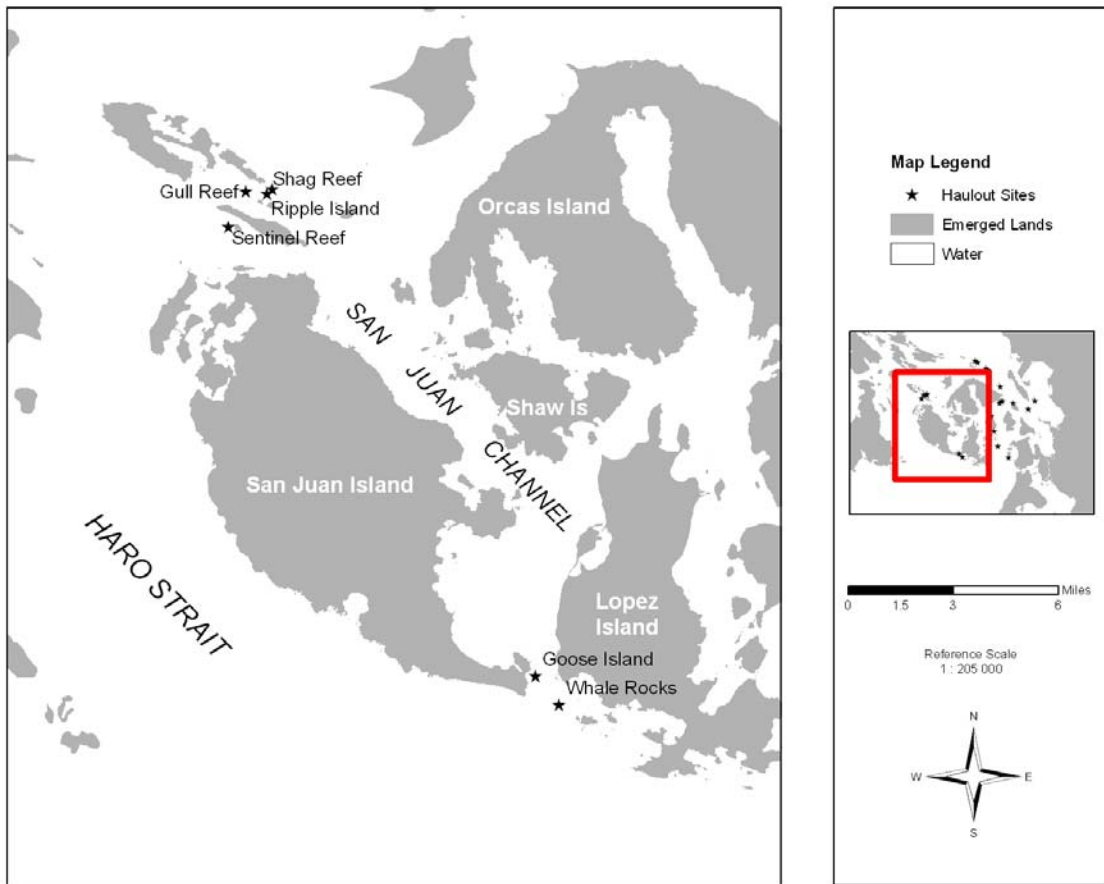 Shag Reef
Gull Reef
Ripple Island
Sentinel Reef
Orcas Island
SAN JUAN CHANNEL
Shaw Is
San Juan Island
HARO STRAIT
Lopez
Island
Goose Island
Whale Rocks
Map Legend
Haulout Sites
Emerged Lands
Water
Miles
0 1.5 3 6
Reference Scale
1 : 205 000
N
W E
S